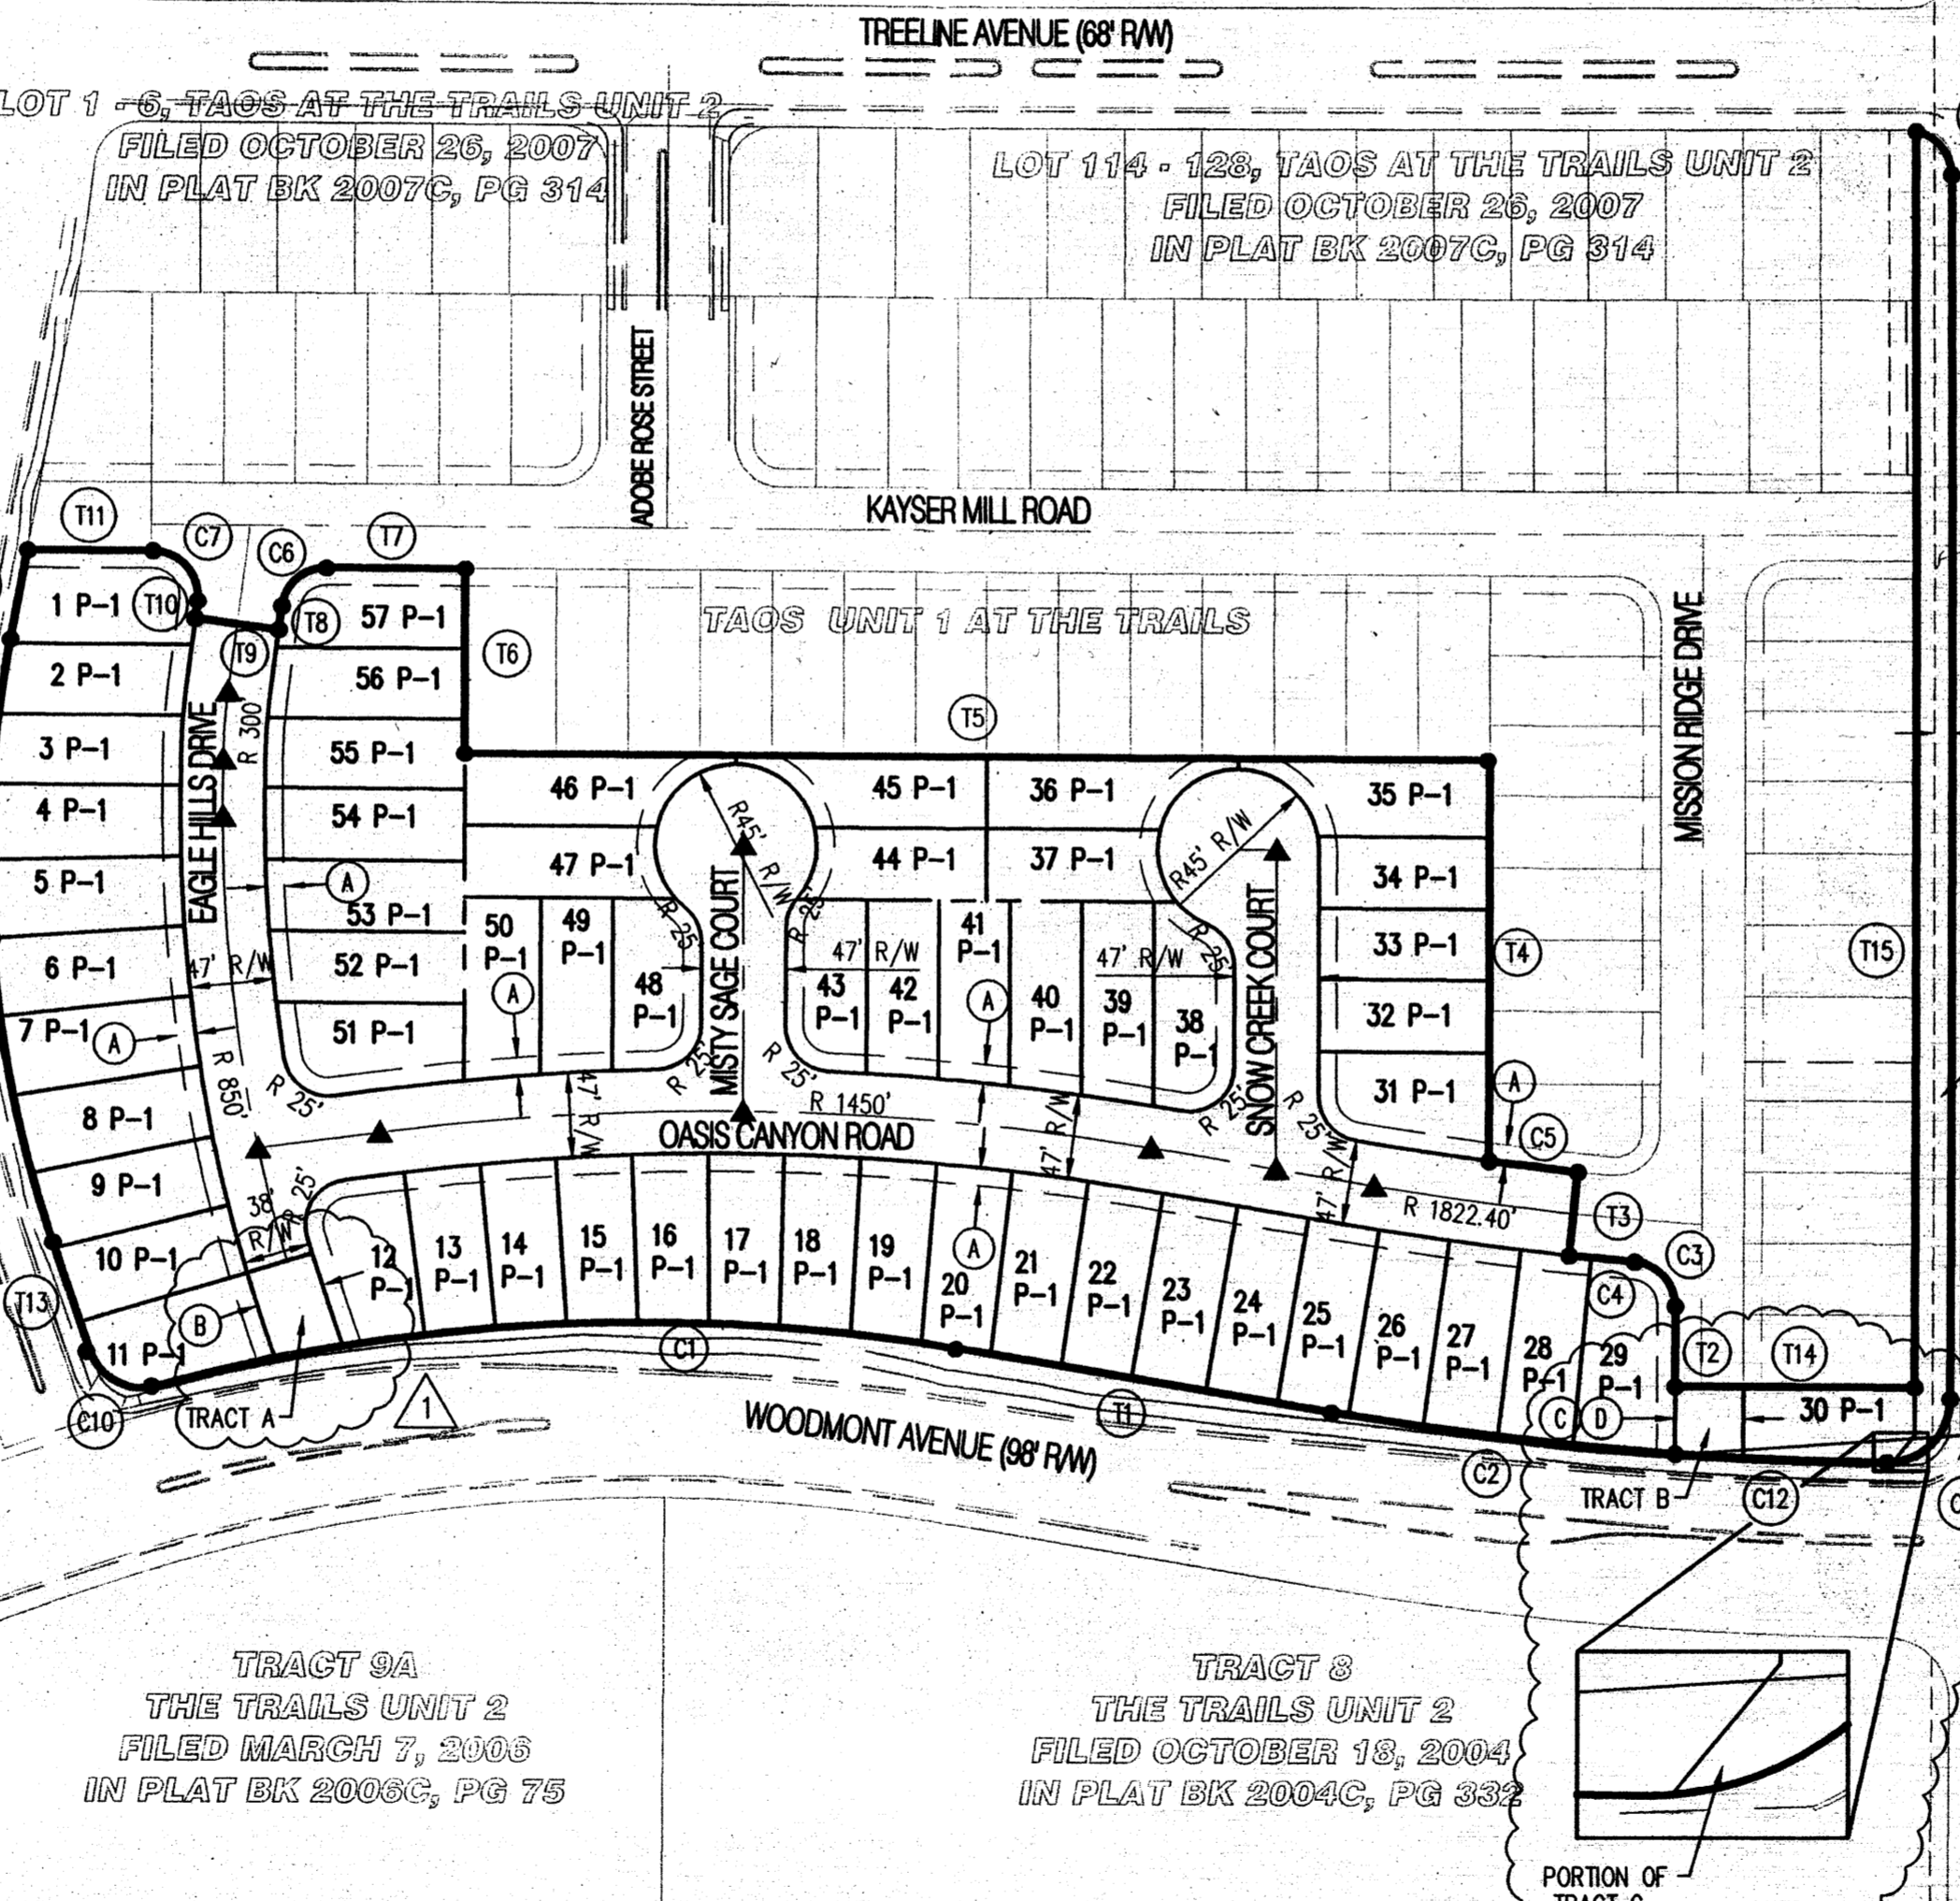 TREELINE AVENUE (68' R/W)
LOT 1 - 6, TAOS AT THE TRAILS UNIT 2
FILED OCTOBER 26, 2007
IN PLAT BK 2007C, PG 314
LOT 114 - 128, TAOS AT THE TRAILS UNIT 2
FILED OCTOBER 26, 2007
IN PLAT BK 2007C, PG 314
ADOBE ROSE STREET
KAYSER MILL ROAD
T11
C7
C6
T7
1 P-1
T10
T8
57 P-1
TAOS UNIT 1 AT THE TRAILS
MISSION RIDGE DRIVE
T9
T6
2 P-1
56 P-1
T5
3 P-1
EAGLE HILLS DRIVE
R 300'
55 P-1
46 P-1
45 P-1
36 P-1
35 P-1
4 P-1
54 P-1
R45' R/W
R45' R/W
47 P-1
44 P-1
37 P-1
34 P-1
5 P-1
A
53 P-1
50
P-1
49
P-1
R 25'
MISTY SAGE COURT
R 25'
41
P-1
R 25'
SNOW CREEK COURT
33 P-1
T4
T15
6 P-1
47' R/W
52 P-1
A
48
P-1
47' R/W
43
P-1
42
P-1
A
40
P-1
47' R/W
39
P-1
38
P-1
32 P-1
7 P-1
A
51 P-1
R 850'
R 25'
R 25'
R 25'
R 25'
R 25'
31 P-1
A
C5
8 P-1
47' R/W
R 1450'
OASIS CANYON ROAD
47' R/W
47' R/W
9 P-1
38'
R/W
R 25'
R 1822.40'
T3
10 P-1
12
P-1
13
P-1
14
P-1
15
P-1
16
P-1
17
P-1
18
P-1
19
P-1
A
20
P-1
21
P-1
22
P-1
23
P-1
24
P-1
25
P-1
26
P-1
27
P-1
28
P-1
29
P-1
C4
C3
T13
B
11 P-1
T2
T14
C1
C10
TRACT A
1
WOODMONT AVENUE (98' R/W)
T1
C
D
30 P-1
C2
TRACT B
C12
TRACT 9A
THE TRAILS UNIT 2
FILED MARCH 7, 2006
IN PLAT BK 2006C, PG 75
TRACT 8
THE TRAILS UNIT 2
FILED OCTOBER 18, 2004
IN PLAT BK 2004C, PG 332
PORTION OF
TRACT C